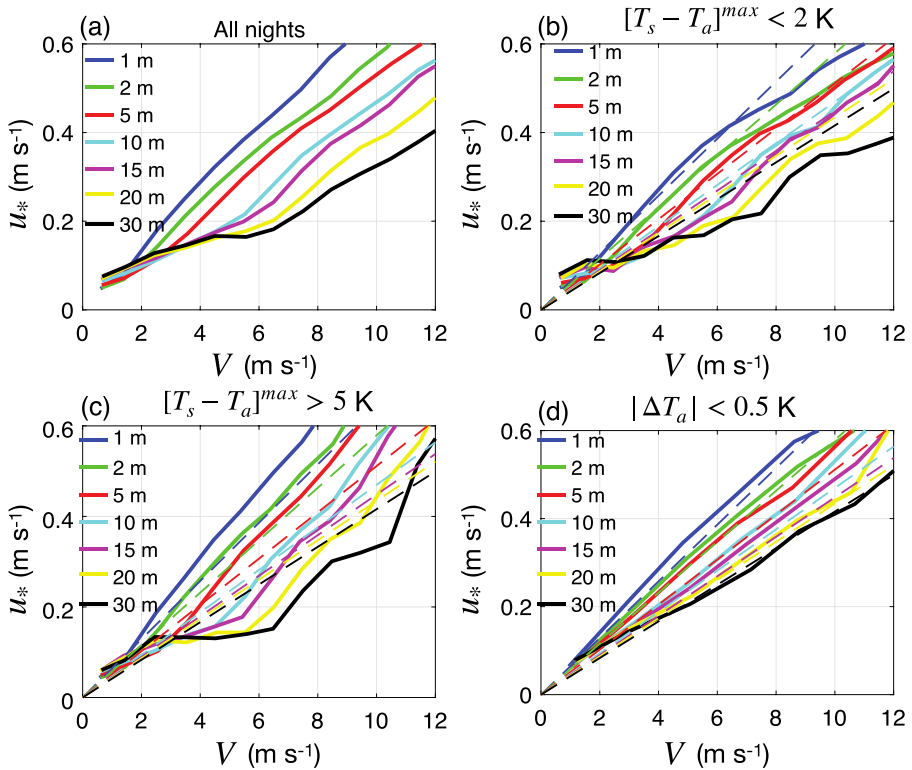 (a)
All nights
0.6
0.4
0.2
0
u* (m s-1)
1 m
2 m
5 m
10 m
15 m
20 m
30 m
0 2 4 6 8 10 12
V (m s-1)
(b)
[Ts − Ta]max < 2 K
0.6
0.4
0.2
0
u* (m s-1)
1 m
2 m
5 m
10 m
15 m
20 m
30 m
0 2 4 6 8 10 12
V (m s-1)
(c)
[Ts − Ta]max > 5 K
0.6
0.4
0.2
0
u* (m s-1)
1 m
2 m
5 m
10 m
15 m
20 m
30 m
0 2 4 6 8 10 12
V (m s-1)
(d)
|ΔTa| < 0.5 K
0.6
0.4
0.2
0
u* (m s-1)
1 m
2 m
5 m
10 m
15 m
20 m
30 m
0 2 4 6 8 10 12
V (m s-1)